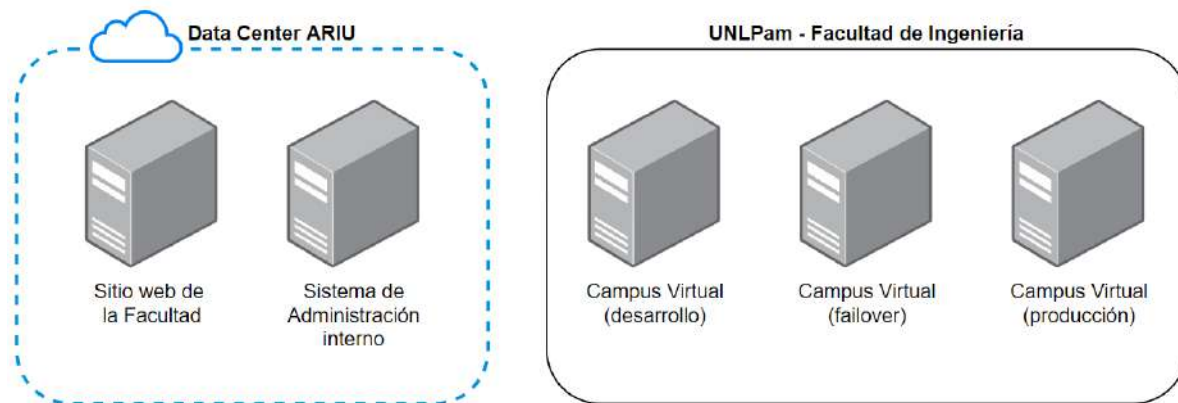 Data Center ARIU
UNLPam - Facultad de Ingeniería
Sitio web de
la Facultad
Sistema de
Administración
interno
Campus Virtual
(desarrollo)
Campus Virtual
(failover)
Campus Virtual
(producción)